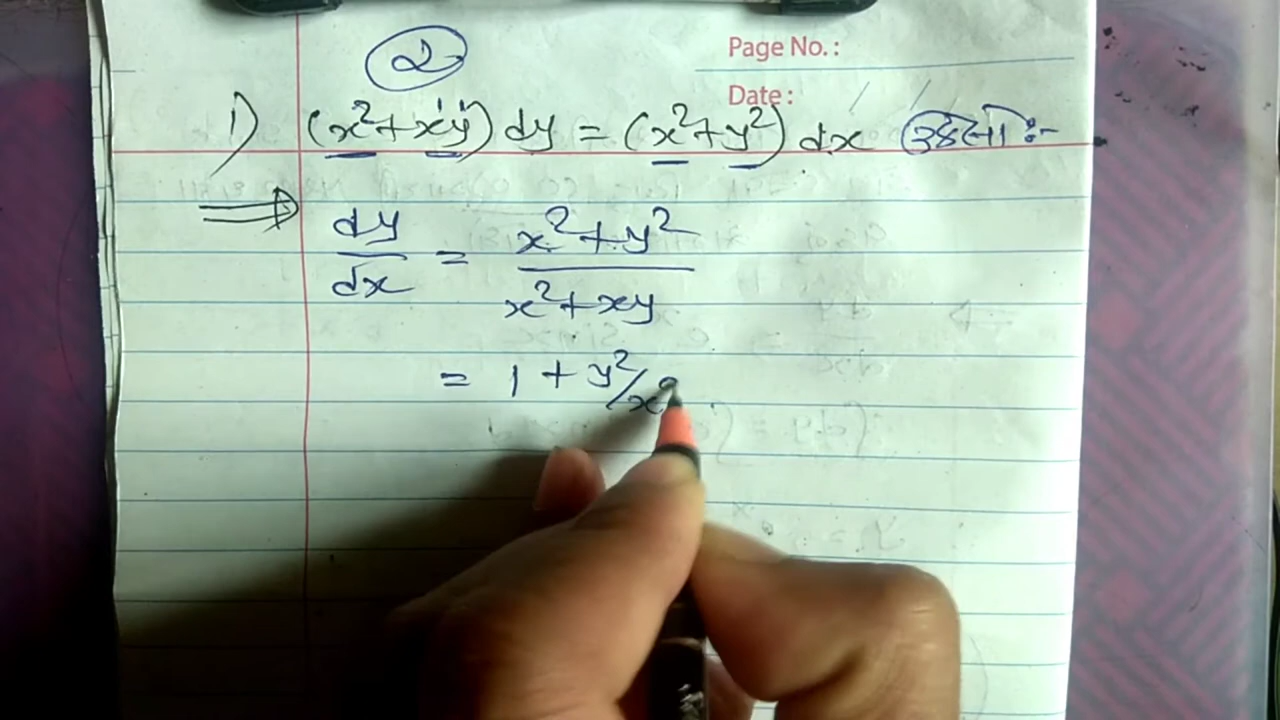 Page No.:
②
Date: / /
1) (x²+xy) dy = (x²+y²) dx
⟹ dy/dx = x²+y²/x²+xy
= 1 + y²/x²